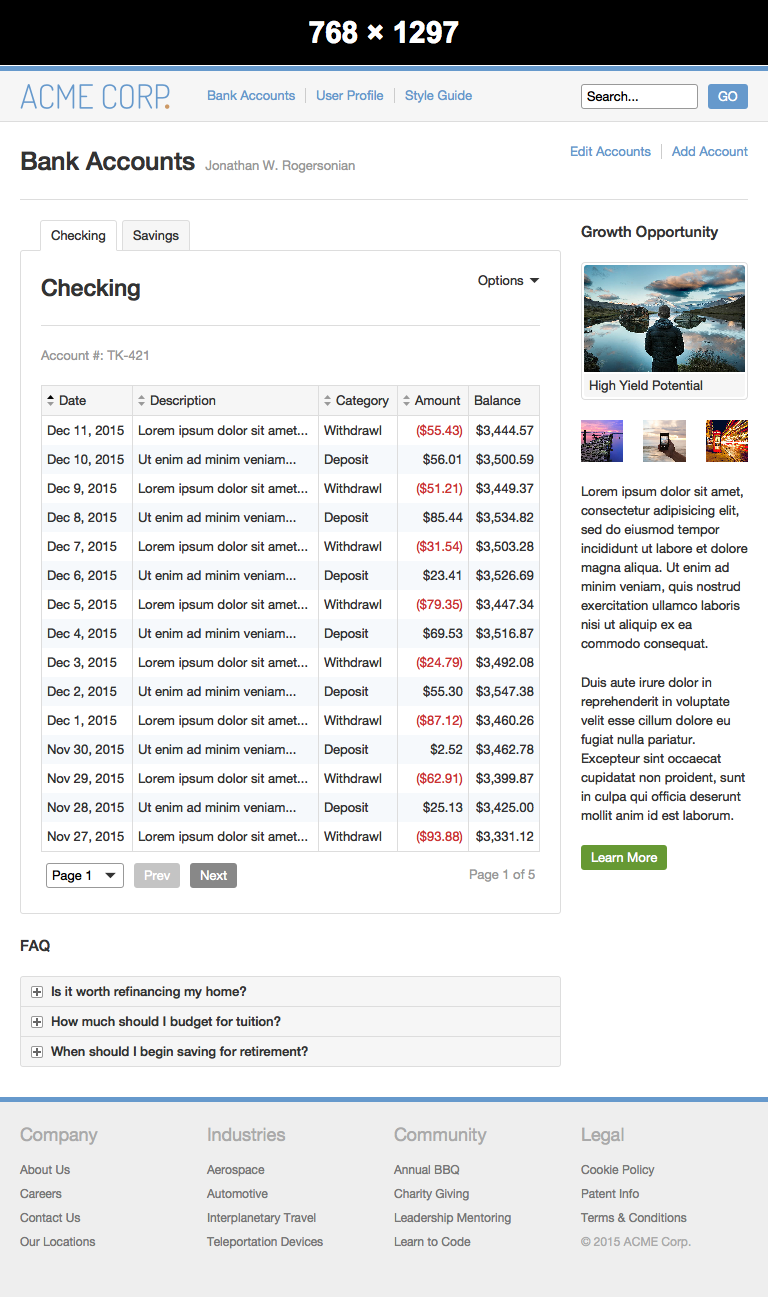 768 × 1297
ACME CORP.
Bank Accounts User Profile Style Guide
Search... GO
Bank Accounts Jonathan W. Rogersonian
Edit Accounts Add Account
Checking Savings
Checking
Options
Account #: TK-421
Date Description Category Amount Balance
Dec 11, 2015 Lorem ipsum dolor sit amet... Withdrawl ($55.43) $3,444.57
Dec 10, 2015 Ut enim ad minim veniam... Deposit $56.01 $3,500.59
Dec 9, 2015 Lorem ipsum dolor sit amet... Withdrawl ($51.21) $3,449.37
Dec 8, 2015 Ut enim ad minim veniam... Deposit $85.44 $3,534.82
Dec 7, 2015 Lorem ipsum dolor sit amet... Withdrawl ($31.54) $3,503.28
Dec 6, 2015 Ut enim ad minim veniam... Deposit $23.41 $3,526.69
Dec 5, 2015 Lorem ipsum dolor sit amet... Withdrawl ($79.35) $3,447.34
Dec 4, 2015 Ut enim ad minim veniam... Deposit $69.53 $3,516.87
Dec 3, 2015 Lorem ipsum dolor sit amet... Withdrawl ($24.79) $3,492.08
Dec 2, 2015 Ut enim ad minim veniam... Deposit $55.30 $3,547.38
Dec 1, 2015 Lorem ipsum dolor sit amet... Withdrawl ($87.12) $3,460.26
Nov 30, 2015 Ut enim ad minim veniam... Deposit $2.52 $3,462.78
Nov 29, 2015 Lorem ipsum dolor sit amet... Withdrawl ($62.91) $3,399.87
Nov 28, 2015 Ut enim ad minim veniam... Deposit $25.13 $3,425.00
Nov 27, 2015 Lorem ipsum dolor sit amet... Withdrawl ($93.88) $3,331.12
Page 1 Prev Next Page 1 of 5
Growth Opportunity
High Yield Potential
Lorem ipsum dolor sit amet,
consectetur adipisicing elit,
sed do eiusmod tempor
incididunt ut labore et dolore
magna aliqua. Ut enim ad
minim veniam, quis nostrud
exercitation ullamco laboris
nisi ut aliquip ex ea
commodo consequat.
Duis aute irure dolor in
reprehenderit in voluptate
velit esse cillum dolore eu
fugiat nulla pariatur.
Excepteur sint occaecat
cupidatat non proident, sunt
in culpa qui officia deserunt
mollit anim id est laborum.
Learn More
FAQ
Is it worth refinancing my home?
How much should I budget for tuition?
When should I begin saving for retirement?
Company
About Us
Careers
Contact Us
Our Locations
Industries
Aerospace
Automotive
Interplanetary Travel
Teleportation Devices
Community
Annual BBQ
Charity Giving
Leadership Mentoring
Learn to Code
Legal
Cookie Policy
Patent Info
Terms & Conditions
© 2015 ACME Corp.